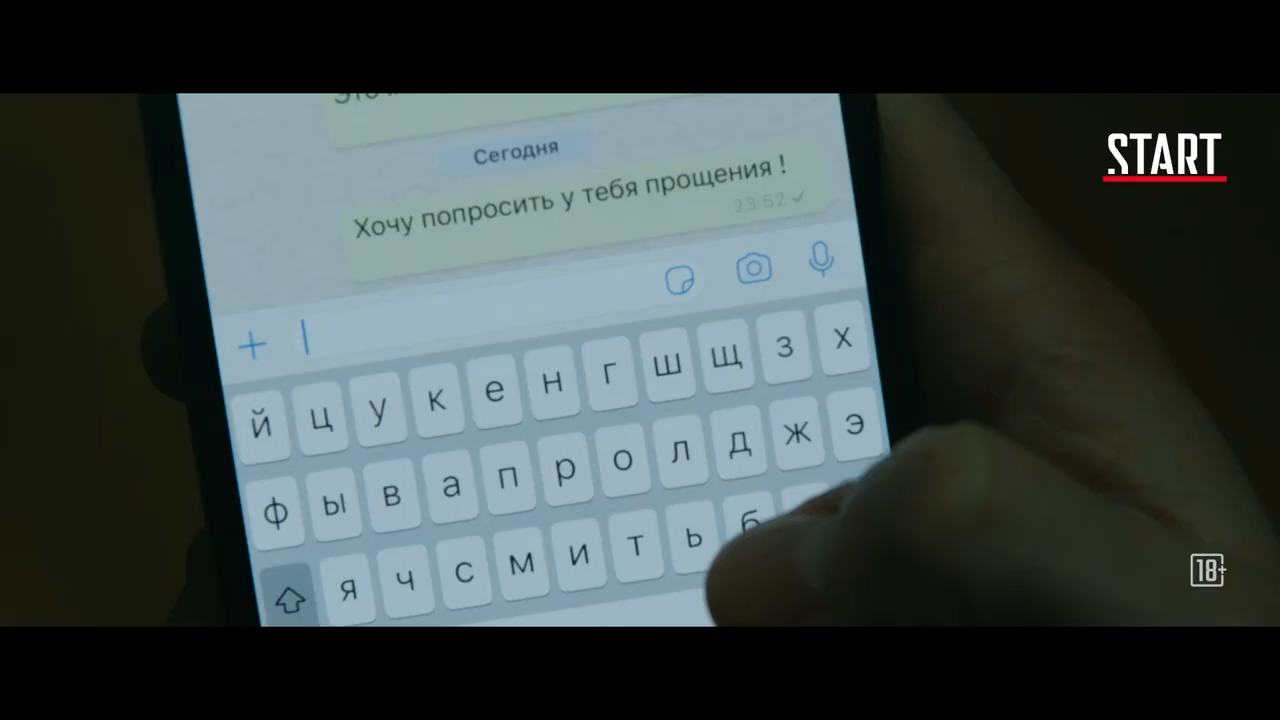 START
Сегодня
Хочу попросить у тебя прощения !
23:52
й ц у к е н г ш щ з х
ф ы в а п р о л д ж э
я ч с м и т ь б
18+